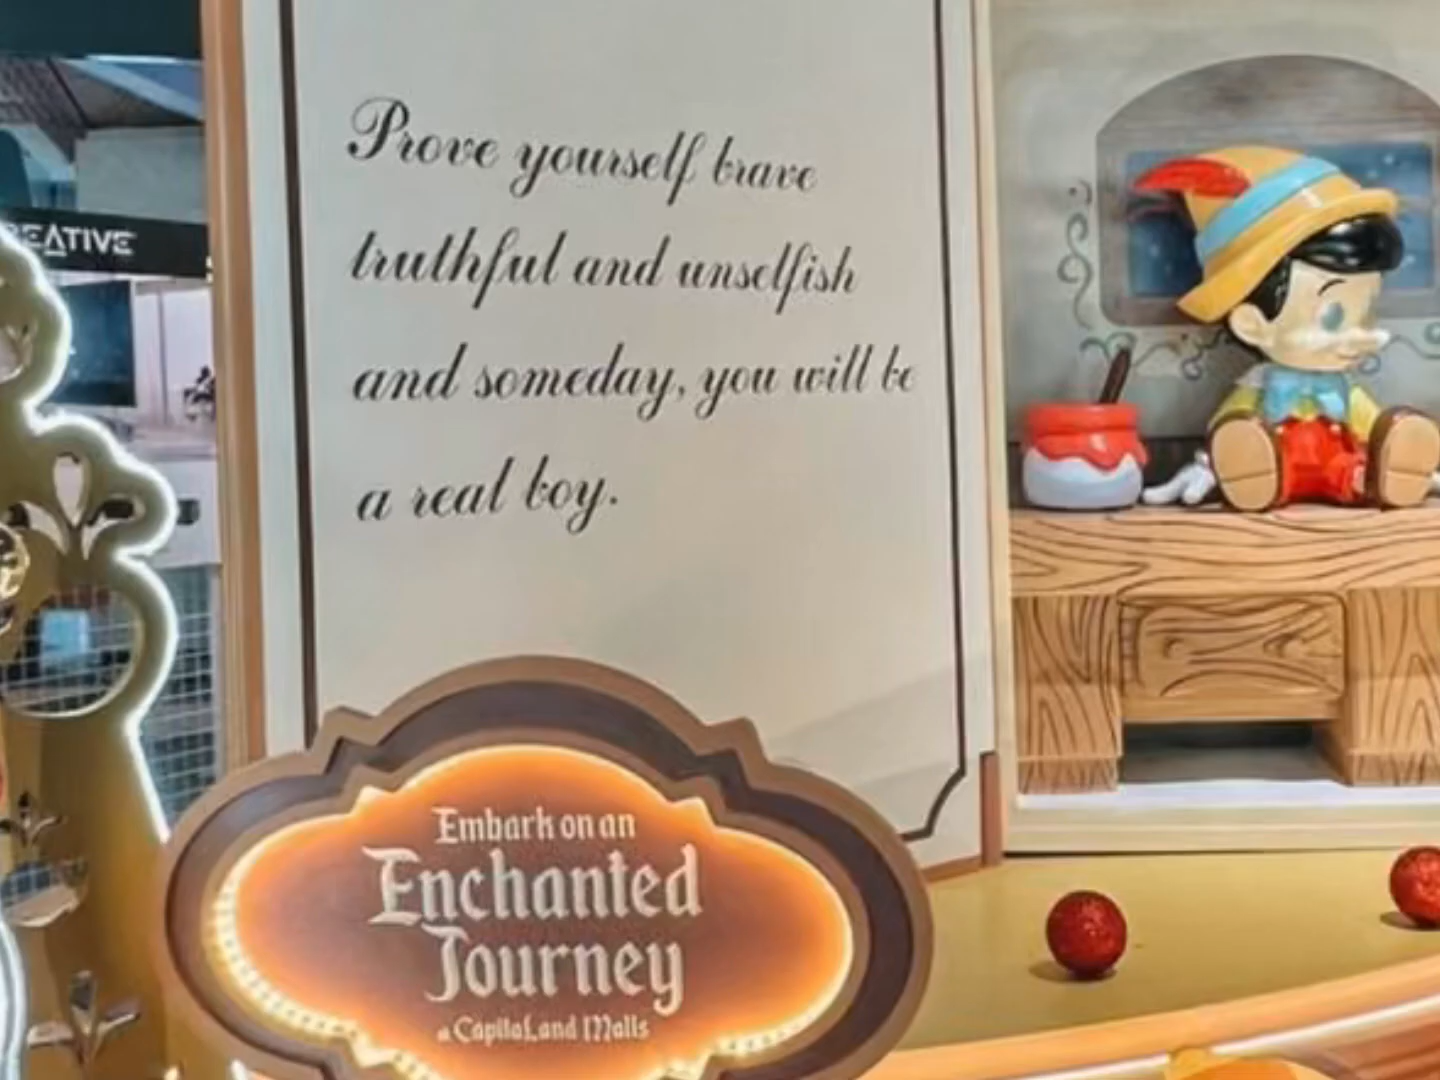 Prove yourself brave
truthful and unselfish
and someday, you will be
a real boy.
Embark on an
Enchanted
Journey
a CapitaLand Malls
EATIVE